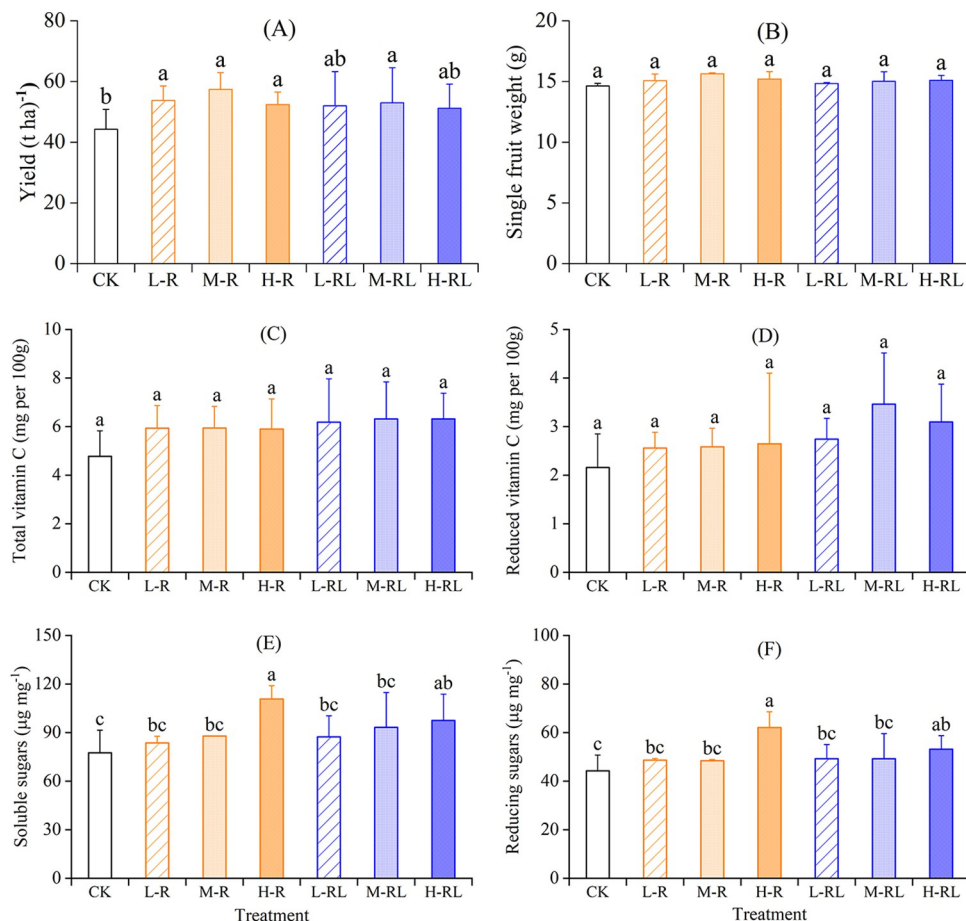 (A)
Yield (t ha)⁻¹
80
60
40
20
0
b a a a ab a ab
CK L-R M-R H-R L-RL M-RL H-RL
(B)
Single fruit weight (g)
20
15
10
5
0
a a a a a a a
CK L-R M-R H-R L-RL M-RL H-RL
(C)
Total vitamin C (mg per 100g)
10
8
6
4
2
0
a a a a a a a
CK L-R M-R H-R L-RL M-RL H-RL
(D)
Reduced vitamin C (mg per 100g)
5
4
3
2
1
0
a a a a a a a
CK L-R M-R H-R L-RL M-RL H-RL
(E)
Soluble sugars (µg mg⁻¹)
150
120
90
60
30
0
c bc bc a bc bc ab
CK L-R M-R H-R L-RL M-RL H-RL
Treatment
(F)
Reducing sugars (µg mg⁻¹)
100
80
60
40
20
0
c bc bc a bc bc ab
CK L-R M-R H-R L-RL M-RL H-RL
Treatment